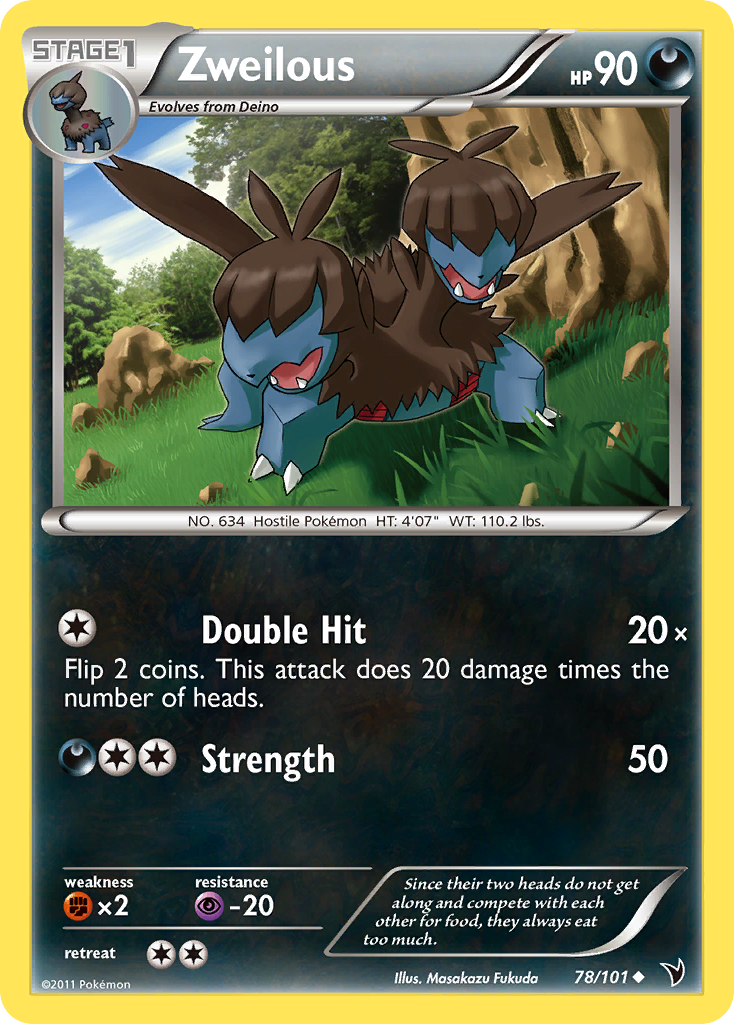 STAGE1
Zweilous
HP 90
Evolves from Deino
NO. 634 Hostile Pokémon HT: 4'07" WT: 110.2 lbs.
Double Hit 20×
Flip 2 coins. This attack does 20 damage times the
number of heads.
Strength 50
weakness
×2
resistance
-20
retreat
Since their two heads do not get
along and compete with each
other for food, they always eat
too much.
©2011 Pokémon
Illus. Masakazu Fukuda
78/101